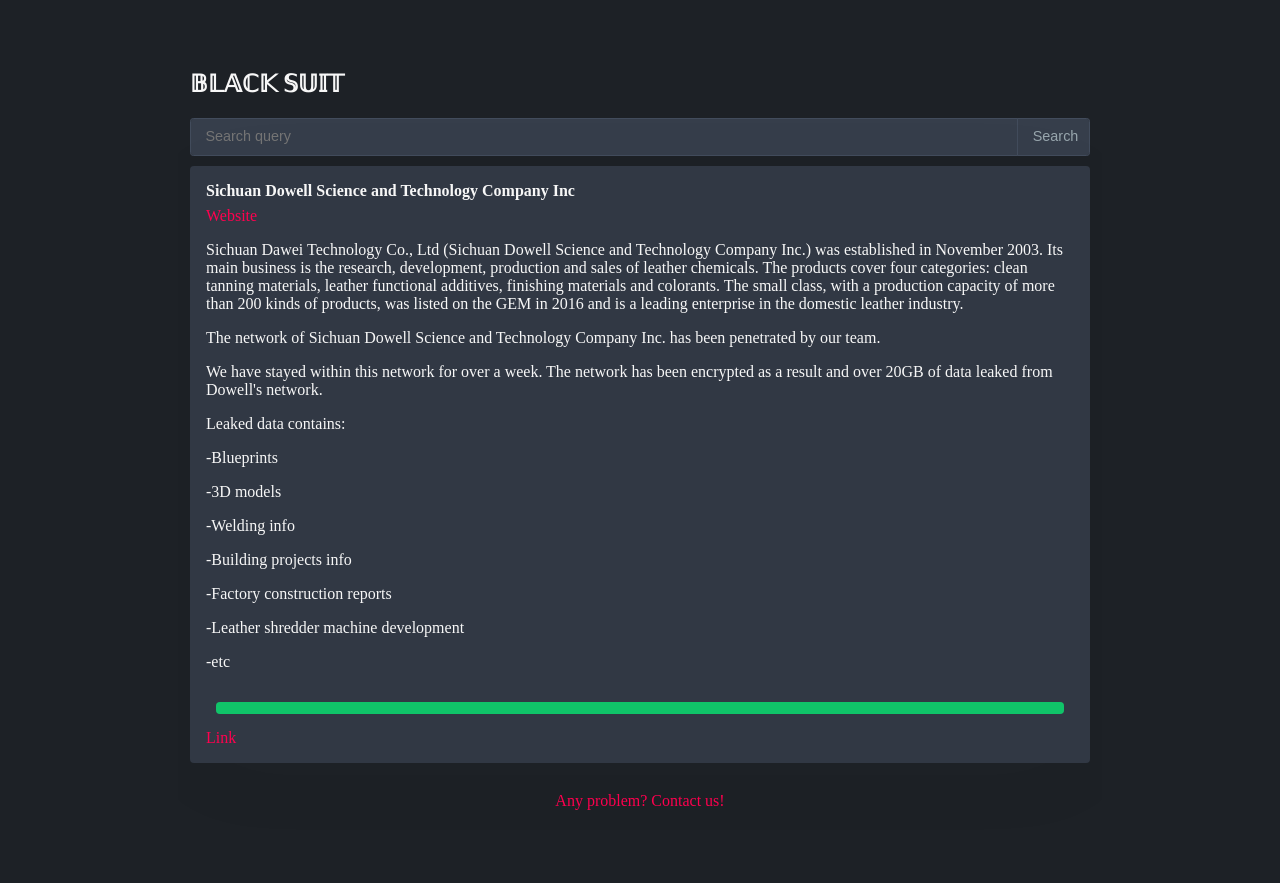 𝔹𝕃𝔸ℂ𝕂 𝕊𝕌𝕀𝕋
Search query
Search
Sichuan Dowell Science and Technology Company Inc
Website
Sichuan Dawei Technology Co., Ltd (Sichuan Dowell Science and Technology Company Inc.) was established in November 2003. Its
main business is the research, development, production and sales of leather chemicals. The products cover four categories: clean
tanning materials, leather functional additives, finishing materials and colorants. The small class, with a production capacity of more
than 200 kinds of products, was listed on the GEM in 2016 and is a leading enterprise in the domestic leather industry.
The network of Sichuan Dowell Science and Technology Company Inc. has been penetrated by our team.
We have stayed within this network for over a week. The network has been encrypted as a result and over 20GB of data leaked from
Dowell's network.
Leaked data contains:
-Blueprints
-3D models
-Welding info
-Building projects info
-Factory construction reports
-Leather shredder machine development
-etc
Link
Any problem? Contact us!